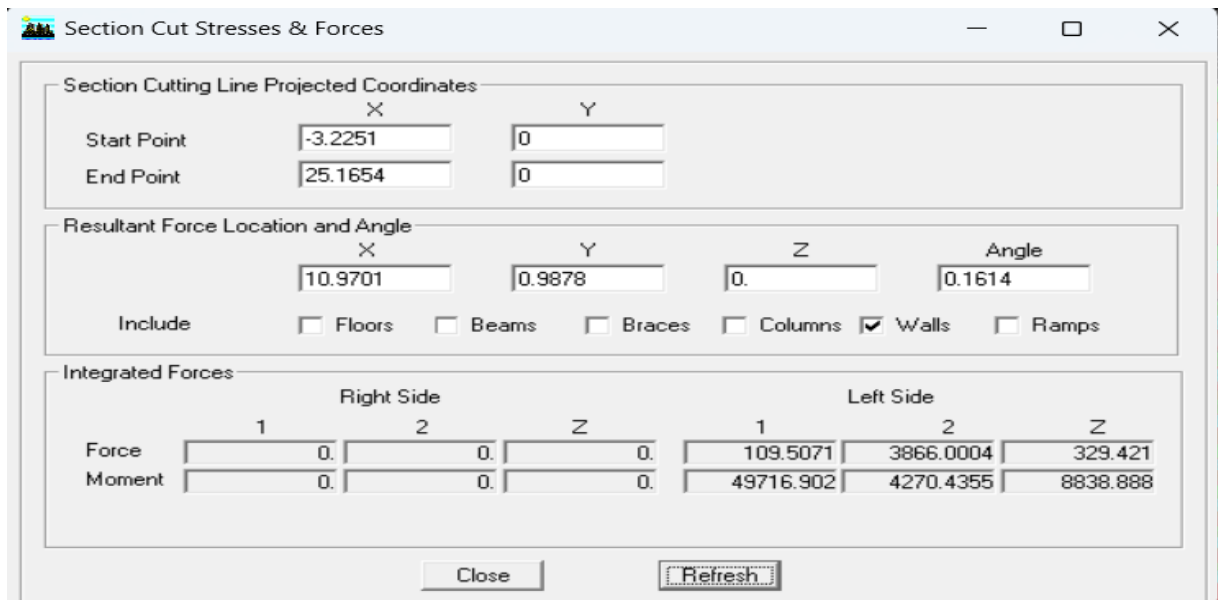 Section Cut Stresses & Forces
Section Cutting Line Projected Coordinates
X Y
Start Point -3.2251 0
End Point 25.1654 0
Resultant Force Location and Angle
X Y Z Angle
10.9701 0.9878 0. 0.1614
Include Floors Beams Braces Columns Walls Ramps
Integrated Forces
Right Side Left Side
1 2 Z 1 2 Z
Force 0. 0. 0. 109.5071 3866.0004 329.421
Moment 0. 0. 0. 49716.902 4270.4355 8838.888
Close Refresh